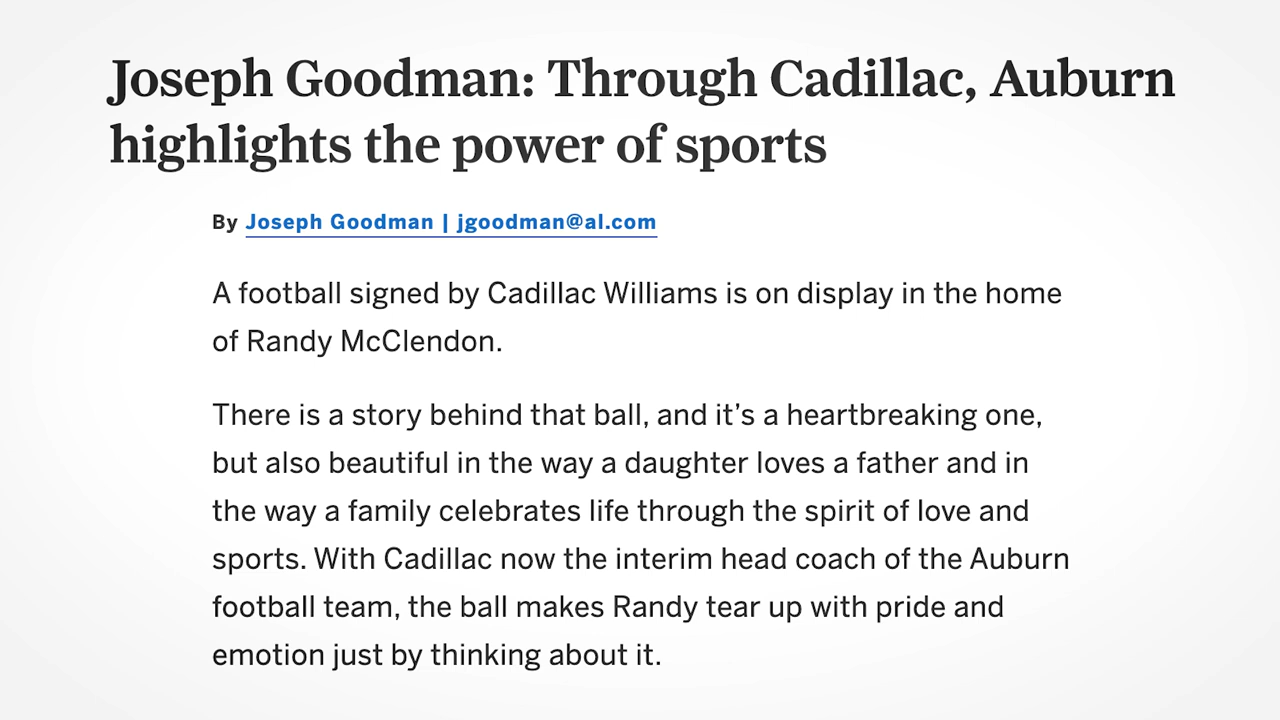 Joseph Goodman: Through Cadillac, Auburn
highlights the power of sports
By Joseph Goodman | jgoodman@al.com
A football signed by Cadillac Williams is on display in the home
of Randy McClendon.
There is a story behind that ball, and it’s a heartbreaking one,
but also beautiful in the way a daughter loves a father and in
the way a family celebrates life through the spirit of love and
sports. With Cadillac now the interim head coach of the Auburn
football team, the ball makes Randy tear up with pride and
emotion just by thinking about it.